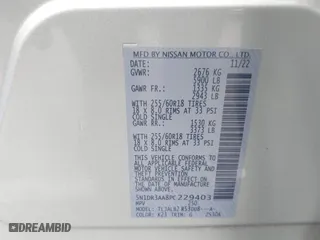 MFD BY NISSAN MOTOR CO., LTD.
DATE: 11/22
GVWR: 2676 KG
5900 LB
GAWR FR.: 1335 KG
2943 LB
WITH 255/60R18 TIRES
18 X 8.0 RIMS AT 33 PSI
COLD SINGLE
GAWR RR.: 1530 KG
3373 LB
WITH 255/60R18 TIRES
18 X 8.0 RIMS AT 33 PSI
COLD SINGLE
THIS VEHICLE CONFORMS TO ALL
APPLICABLE FEDERAL MOTOR
VEHICLE SAFETY AND THEFT
PREVENTION STANDARDS IN
EFFECT ON THE DATE OF
MANUFACTURE SHOWN ABOVE.
229403
MPV
MODEL:
COLOR: TRIM: G